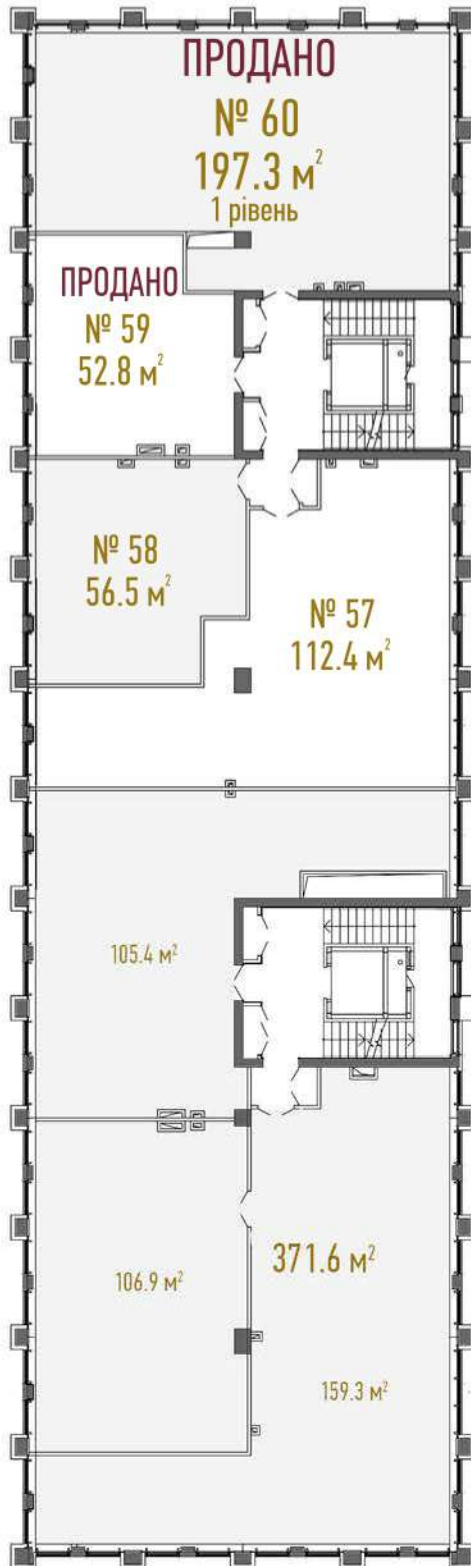 ПРОДАНО
№ 60
197.3 м²
1 рівень
ПРОДАНО
№ 59
52.8 м²
№ 58
56.5 м²
№ 57
112.4 м²
105.4 м²
371.6 м²
106.9 м²
159.3 м²